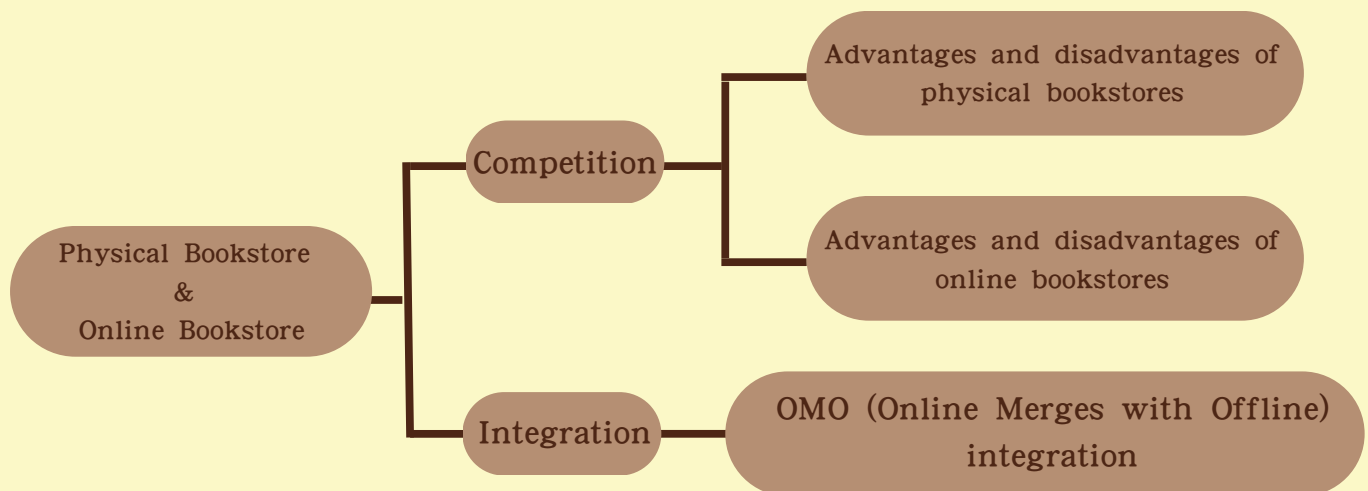 Physical Bookstore
&
Online Bookstore
Competition
Advantages and disadvantages of
physical bookstores
Advantages and disadvantages of
online bookstores
Integration
OMO (Online Merges with Offline)
integration